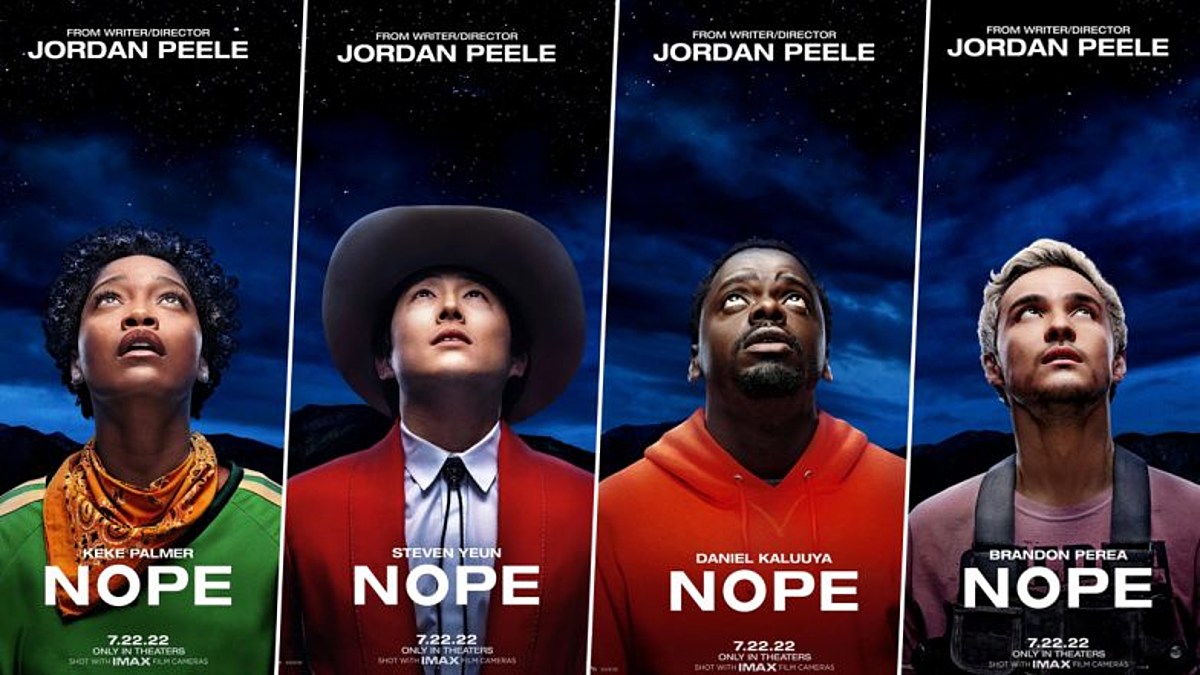 FROM WRITER/DIRECTOR
JORDAN PEELE
KEKE PALMER
NOPE
7.22.22
ONLY IN THEATERS
SHOT WITH IMAX FILM CAMERAS
FROM WRITER/DIRECTOR
JORDAN PEELE
STEVEN YEUN
NOPE
7.22.22
ONLY IN THEATERS
SHOT WITH IMAX FILM CAMERAS
FROM WRITER/DIRECTOR
JORDAN PEELE
DANIEL KALUUYA
NOPE
7.22.22
ONLY IN THEATERS
SHOT WITH IMAX FILM CAMERAS
FROM WRITER/DIRECTOR
JORDAN PEELE
BRANDON PEREA
NOPE
7.22.22
ONLY IN THEATERS
SHOT WITH IMAX FILM CAMERAS